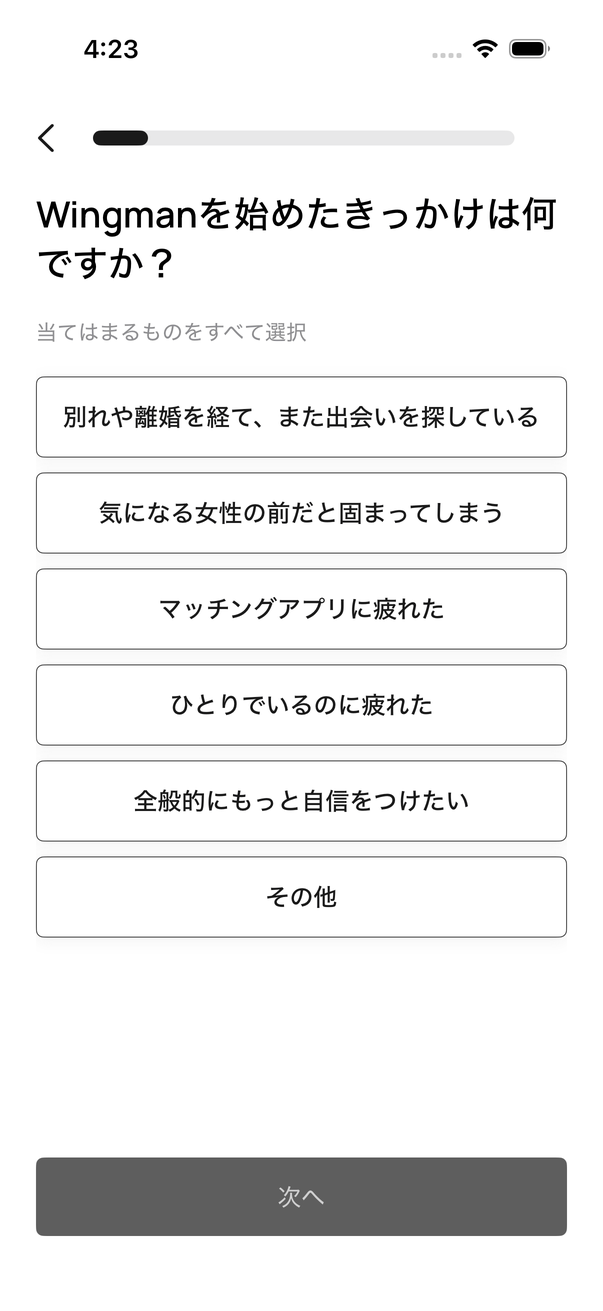 4:23
Wingmanを始めたきっかけは何
ですか？
当てはまるものをすべて選択
別れや離婚を経て、また出会いを探している
気になる女性の前だと固まってしまう
マッチングアプリに疲れた
ひとりでいるのに疲れた
全般的にもっと自信をつけたい
その他
次へ